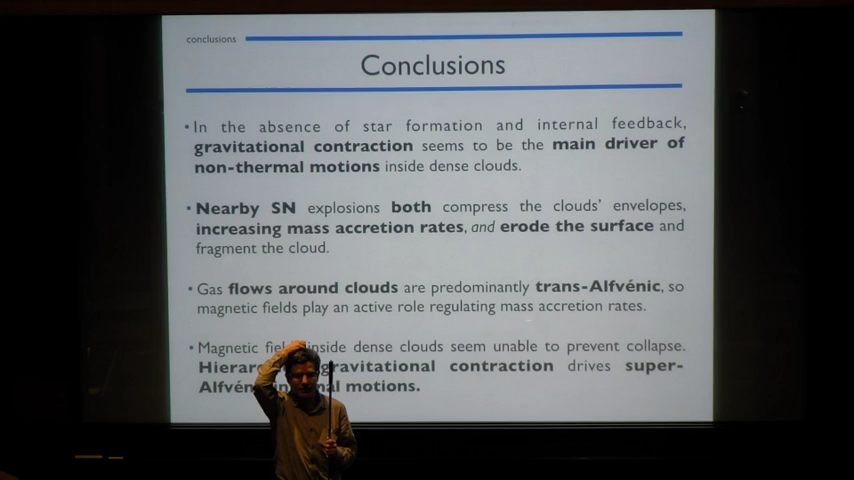 conclusions
Conclusions
• In the absence of star formation and internal feedback,
gravitational contraction seems to be the main driver of
non-thermal motions inside dense clouds.
• Nearby SN explosions both compress the clouds' envelopes,
increasing mass accretion rates, and erode the surface and
fragment the cloud.
• Gas flows around clouds are predominantly trans-Alfvénic, so
magnetic fields play an active role regulating mass accretion rates.
• Magnetic inside dense clouds seem unable to prevent collapse.
gravitational contraction drives super-
motions.